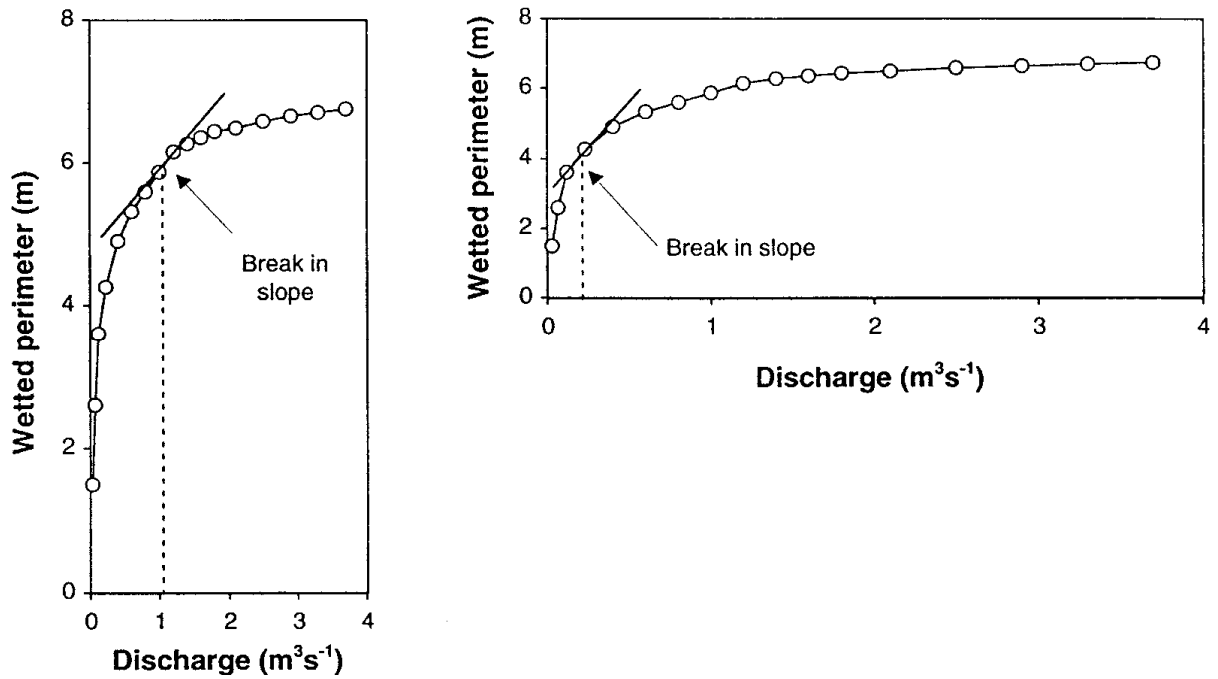 8
6
4
2
0
Wetted perimeter (m)
Break in
slope
0 1 2 3 4
Discharge (m³s⁻¹)
8
6
4
2
0
Wetted perimeter (m)
Break in slope
0 1 2 3 4
Discharge (m³s⁻¹)